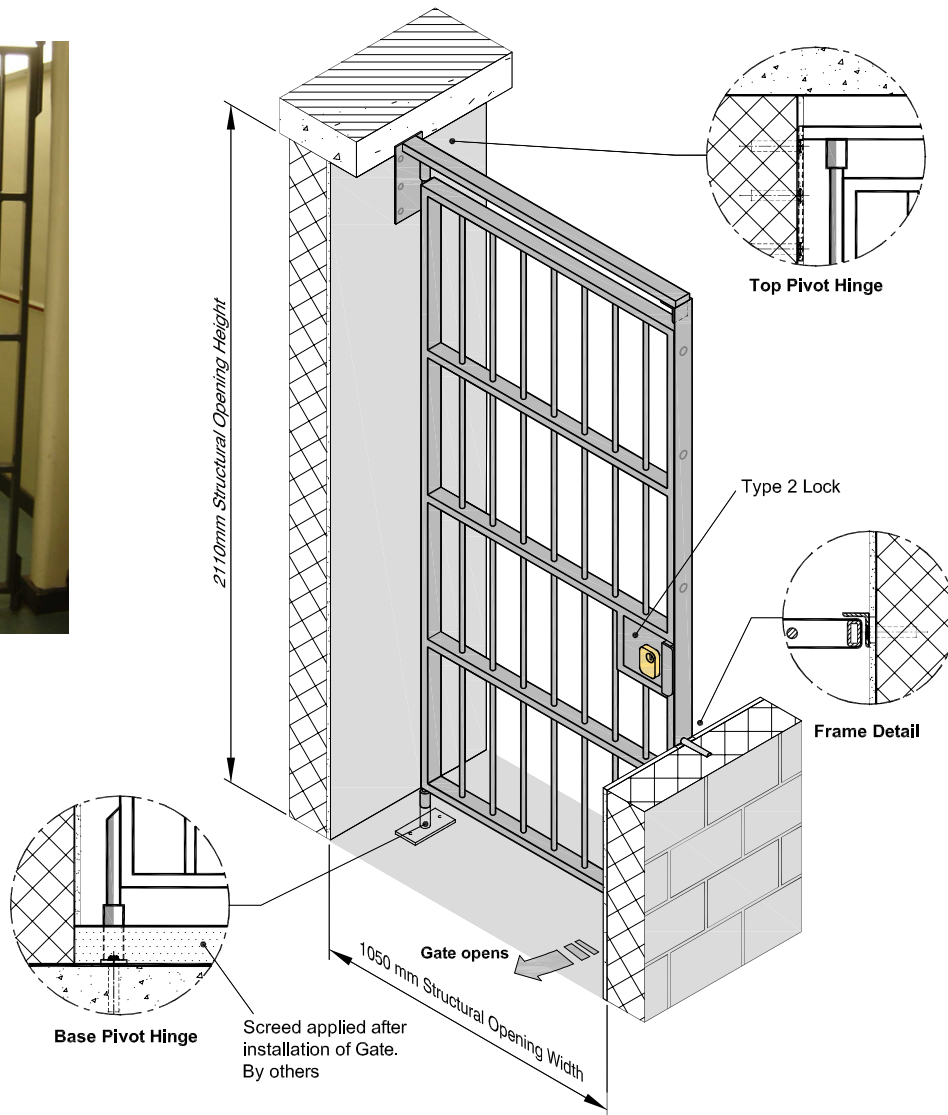 Top Pivot Hinge
2110mm Structural Opening Height
Type 2 Lock
Frame Detail
Gate opens
1050 mm Structural Opening Width
Base Pivot Hinge
Screed applied after
installation of Gate.
By others